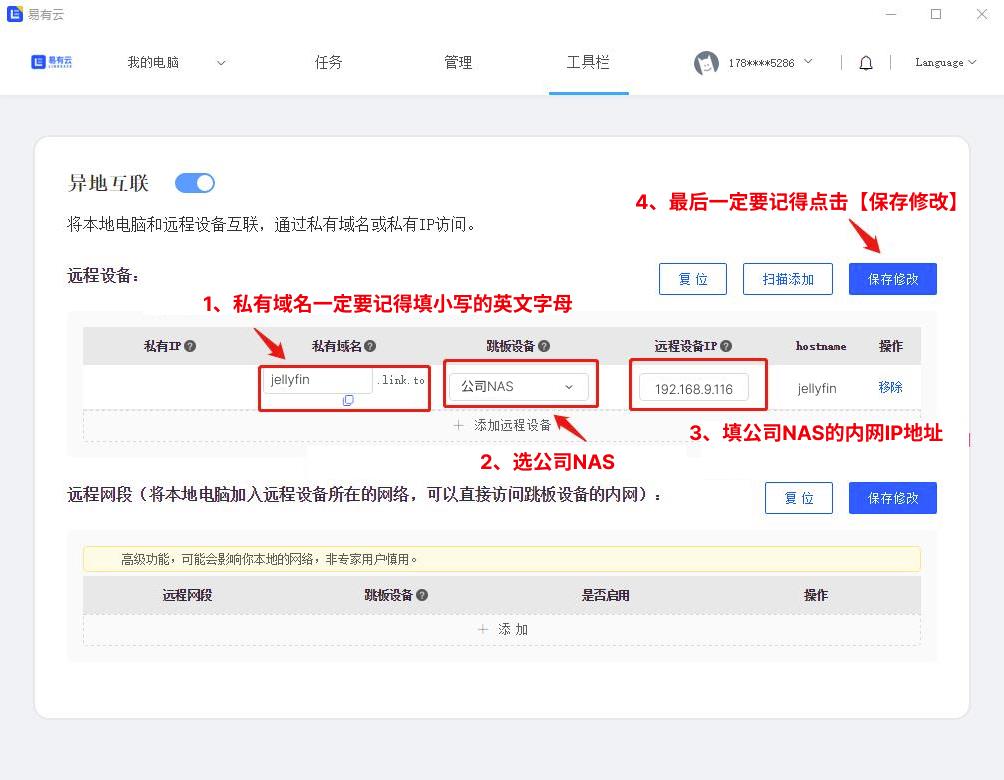 易有云
易有云
LINKEASE
我的电脑
任务
管理
工具栏
178****5286
Language
异地互联
4、最后一定要记得点击【保存修改】
将本地电脑和远程设备互联，通过私有域名或私有IP访问。
远程设备：
复 位
扫描添加
保存修改
1、私有域名一定要记得填小写的英文字母
私有IP
私有域名
跳板设备
远程设备IP
hostname
操作
jellyfin
.link.to
公司NAS
192.168.9.116
jellyfin
移除
+ 添加远程设备
3、填公司NAS的内网IP地址
2、选公司NAS
远程网段（将本地电脑加入远程设备所在的网络，可以直接访问跳板设备的内网）：
复 位
保存修改
高级功能，可能会影响你本地的网络，非专家用户慎用。
远程网段
跳板设备
是否启用
操作
+ 添 加